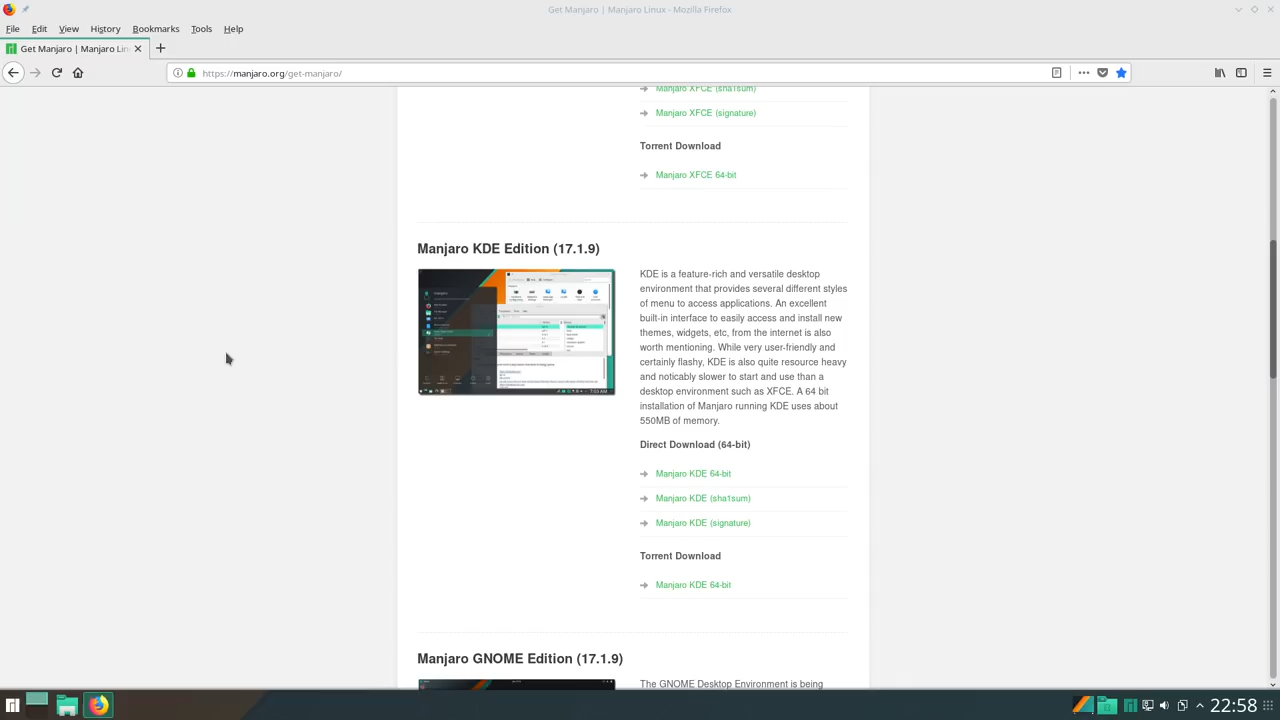 Get Manjaro | Manjaro Linux - Mozilla Firefox
File Edit View History Bookmarks Tools Help
Get Manjaro | Manjaro Lin
https://manjaro.org/get-manjaro/
Manjaro XFCE (sha1sum)
Manjaro XFCE (signature)
Torrent Download
Manjaro XFCE 64-bit
Manjaro KDE Edition (17.1.9)
KDE is a feature-rich and versatile desktop
environment that provides several different styles
of menu to access applications. An excellent
built-in interface to easily access and install new
themes, widgets, etc, from the internet is also
worth mentioning. While very user-friendly and
certainly flashy, KDE is also quite resource heavy
and noticably slower to start and use than a
desktop environment such as XFCE. A 64 bit
installation of Manjaro running KDE uses about
550MB of memory.
Direct Download (64-bit)
Manjaro KDE 64-bit
Manjaro KDE (sha1sum)
Manjaro KDE (signature)
Torrent Download
Manjaro KDE 64-bit
Manjaro GNOME Edition (17.1.9)
The GNOME Desktop Environment is being
22:58